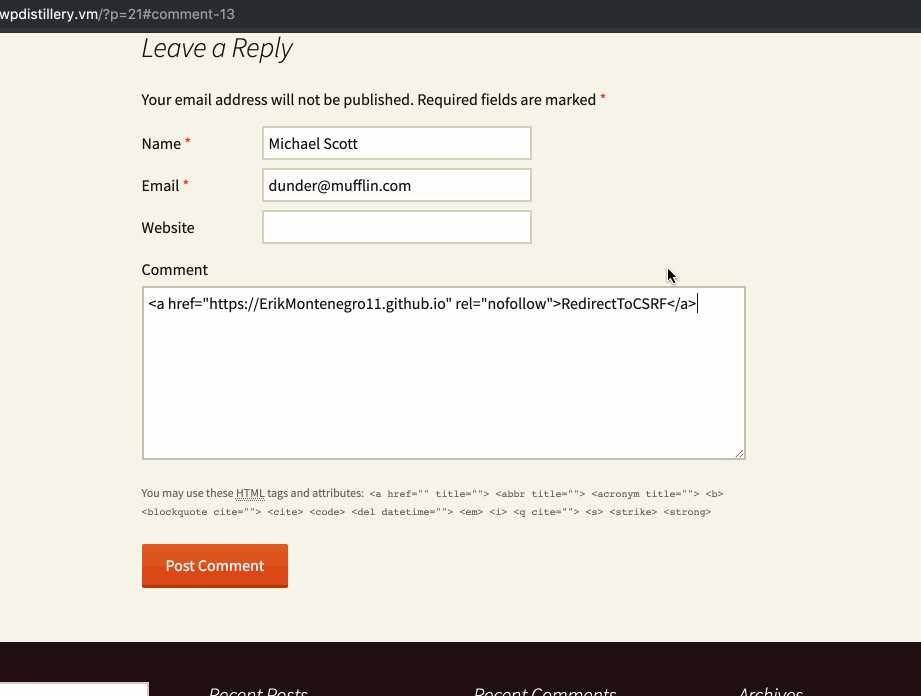 wpdistillery.vm/?p=21#comment-13
Leave a Reply
Your email address will not be published. Required fields are marked *
Name * Michael Scott
Email * dunder@mufflin.com
Website
Comment
<a href="https://ErikMontenegro11.github.io" rel="nofollow">RedirectToCSRF</a>
You may use these HTML tags and attributes: <a href="" title=""> <abbr title=""> <acronym title=""> <b>
<blockquote cite=""> <cite> <code> <del datetime=""> <em> <i> <q cite=""> <s> <strike> <strong>
Post Comment
Recent Posts Recent Comments Archives